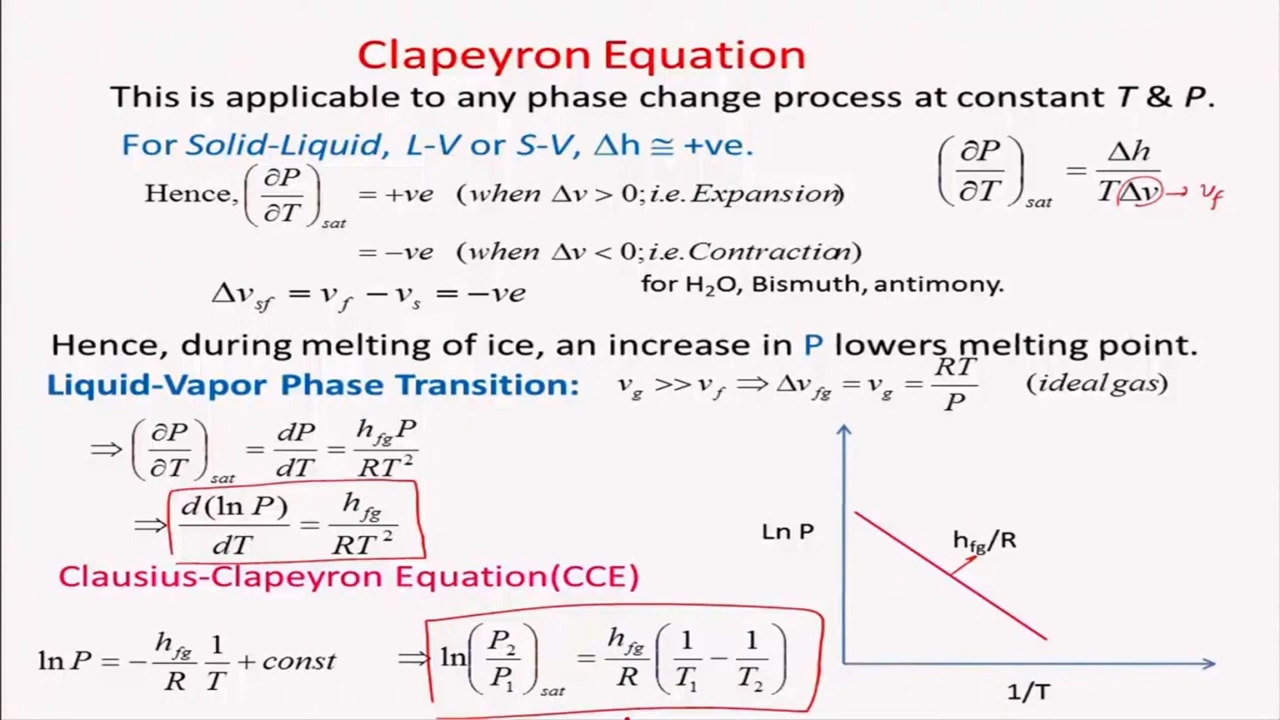 Clapeyron Equation
This is applicable to any phase change process at constant T & P.
For Solid-Liquid, L-V or S-V, Δh ≅ +ve.
(∂P/∂T)sat = Δh/(TΔv) → vf
Hence, (∂P/∂T)sat = +ve (when Δv > 0; i.e. Expansion)
= −ve (when Δv < 0; i.e. Contraction)
for H₂O, Bismuth, antimony.
Δvsf = vf − vs = −ve
Hence, during melting of ice, an increase in P lowers melting point.
Liquid-Vapor Phase Transition: vg >> vf ⇒ Δvfg = vg = RT/P (ideal gas)
⇒ (∂P/∂T)sat = dP/dT = hfgP/RT²
⇒ d(ln P)/dT = hfg/RT²
Clausius-Clapeyron Equation(CCE)
ln P = − hfg/R 1/T + const ⇒ ln(P₂/P₁)sat = hfg/R (1/T₁ − 1/T₂)
Ln P
hfg/R
1/T